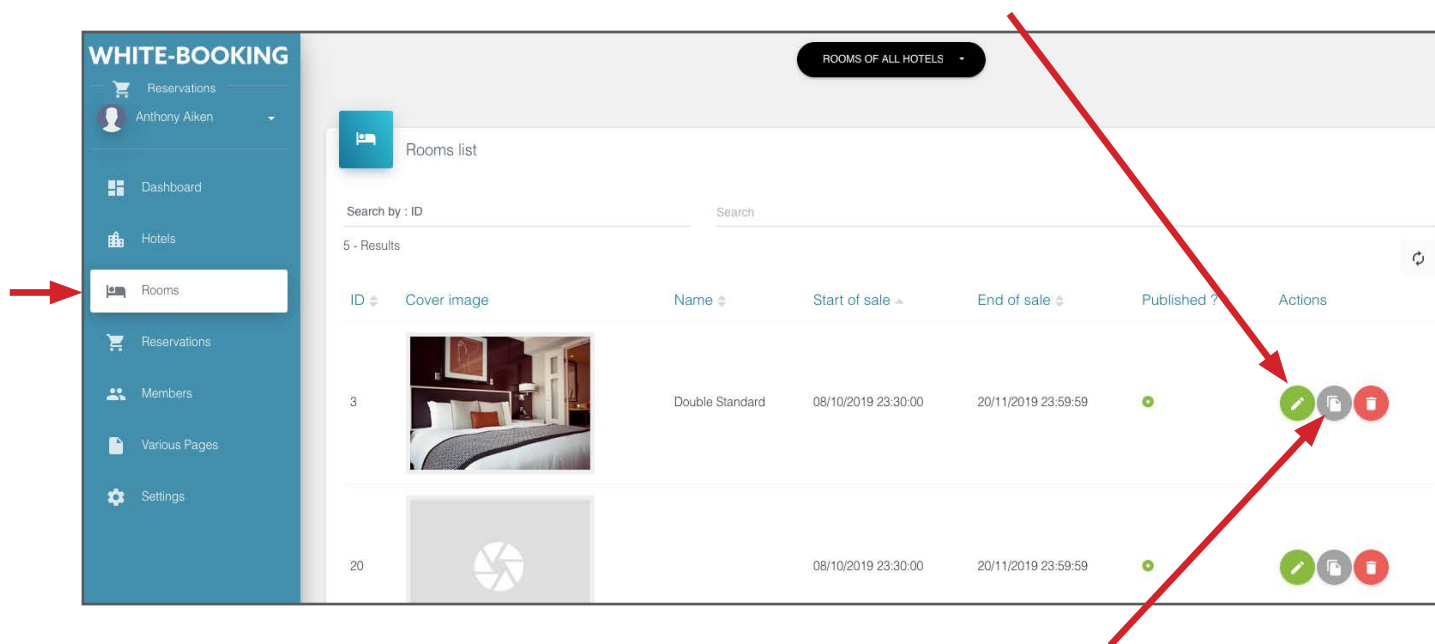 WHITE-BOOKING
Reservations
Anthony Aiken
Dashboard
Hotels
Rooms
Reservations
Members
Various Pages
Settings
ROOMS OF ALL HOTELS
Rooms list
Search by : ID Search
5 - Results
ID Cover image Name Start of sale End of sale Published ? Actions
3 Double Standard 08/10/2019 23:30:00 20/11/2019 23:59:59
20 08/10/2019 23:30:00 20/11/2019 23:59:59